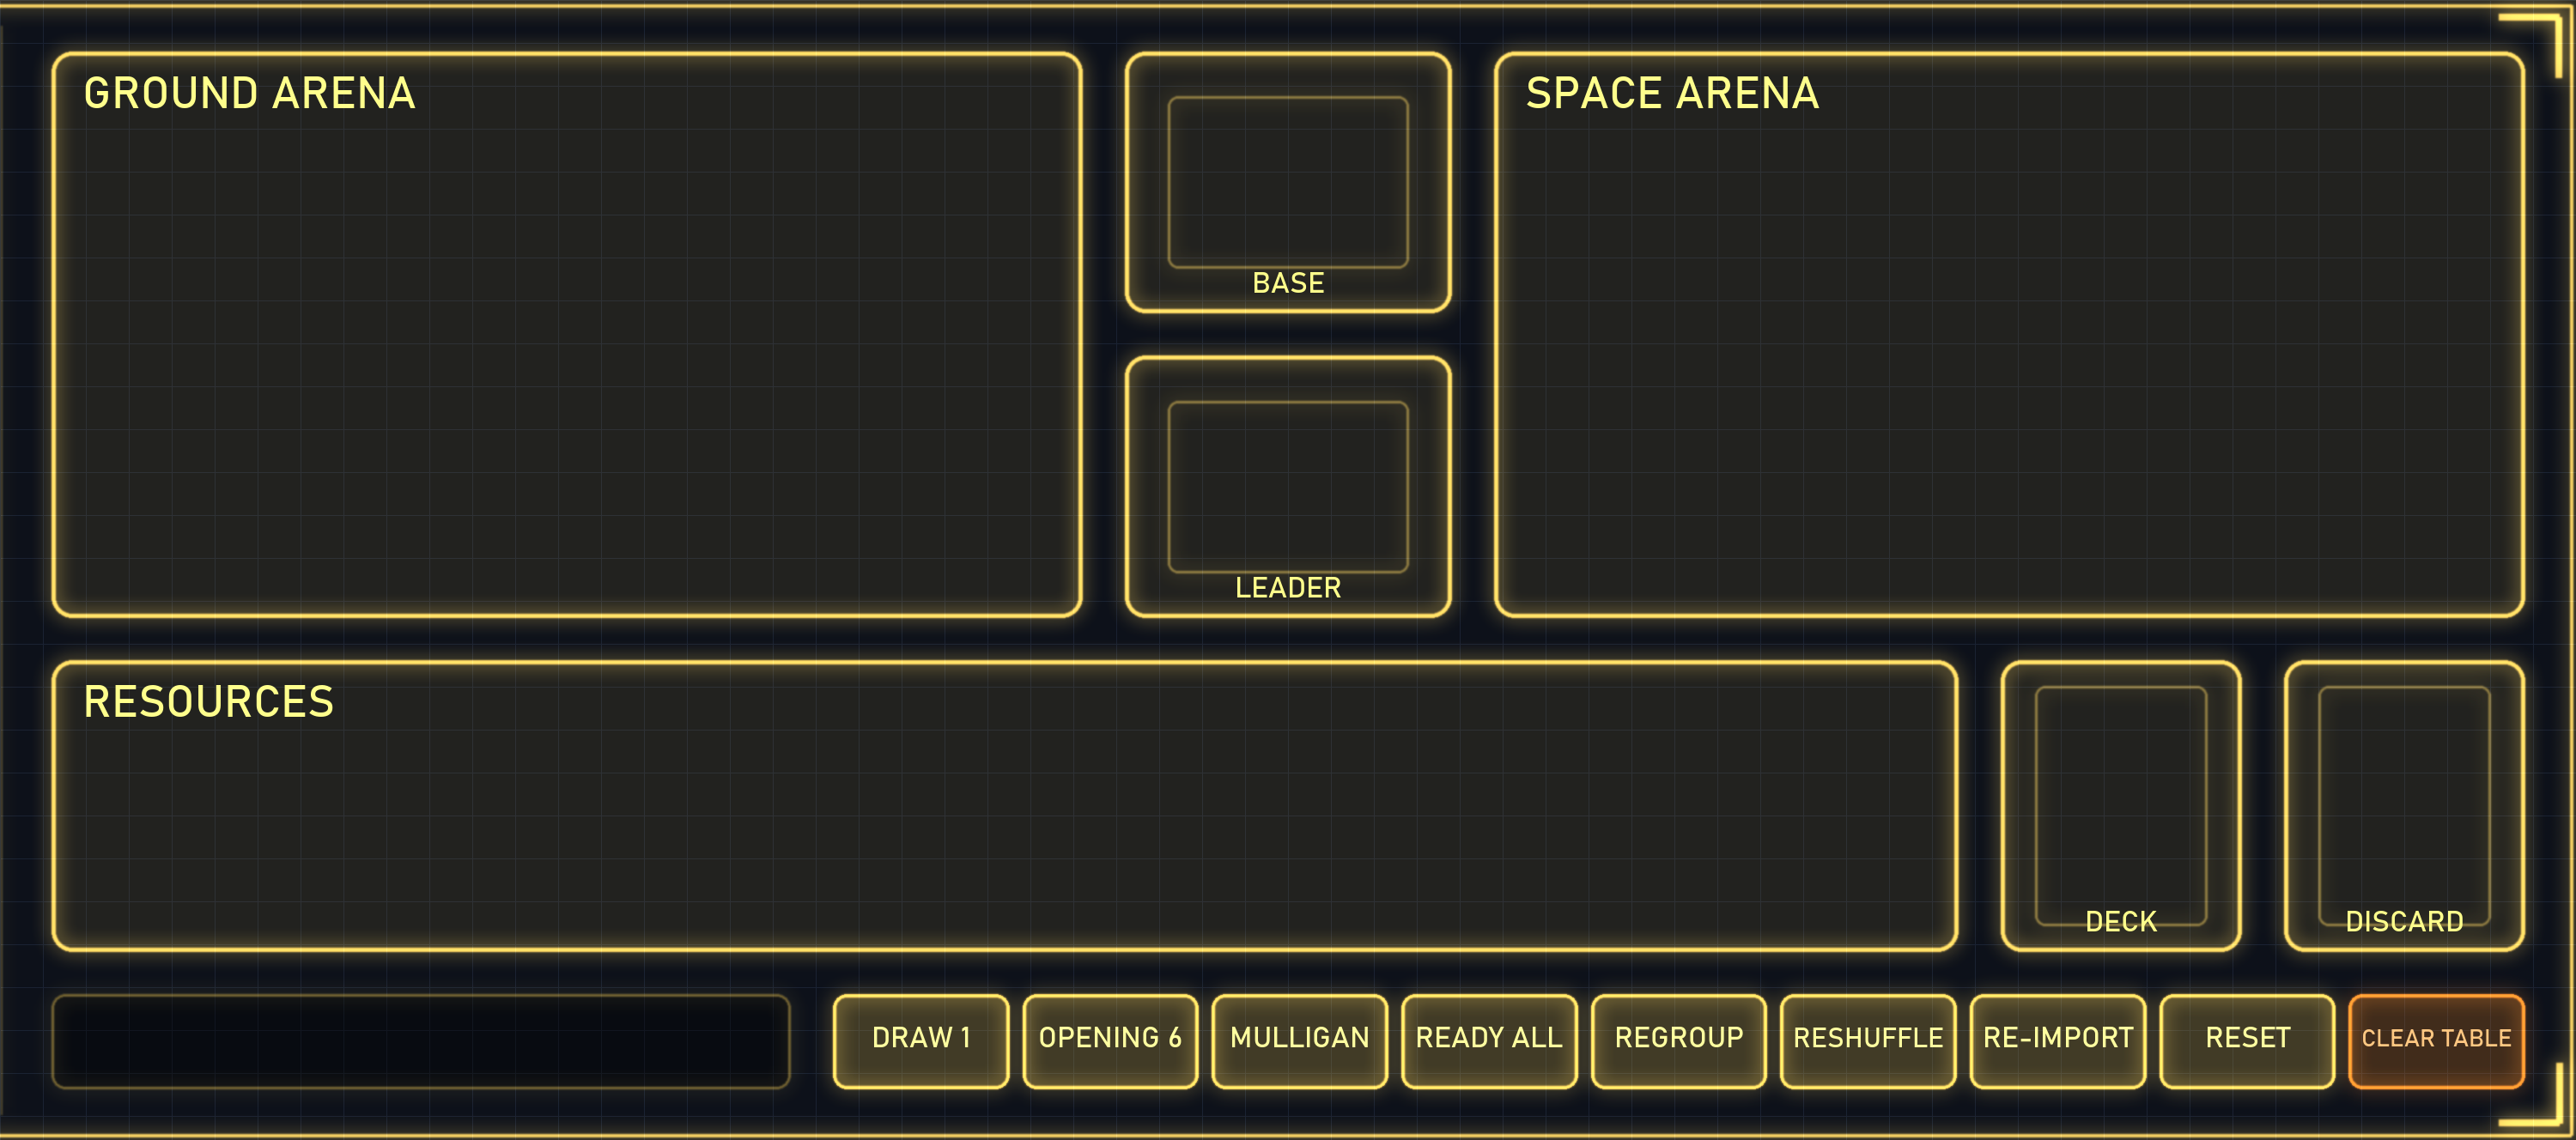 GROUND ARENA
BASE
SPACE ARENA
LEADER
RESOURCES
DECK
DISCARD
DRAW 1
OPENING 6
MULLIGAN
READY ALL
REGROUP
RESHUFFLE
RE-IMPORT
RESET
CLEAR TABLE